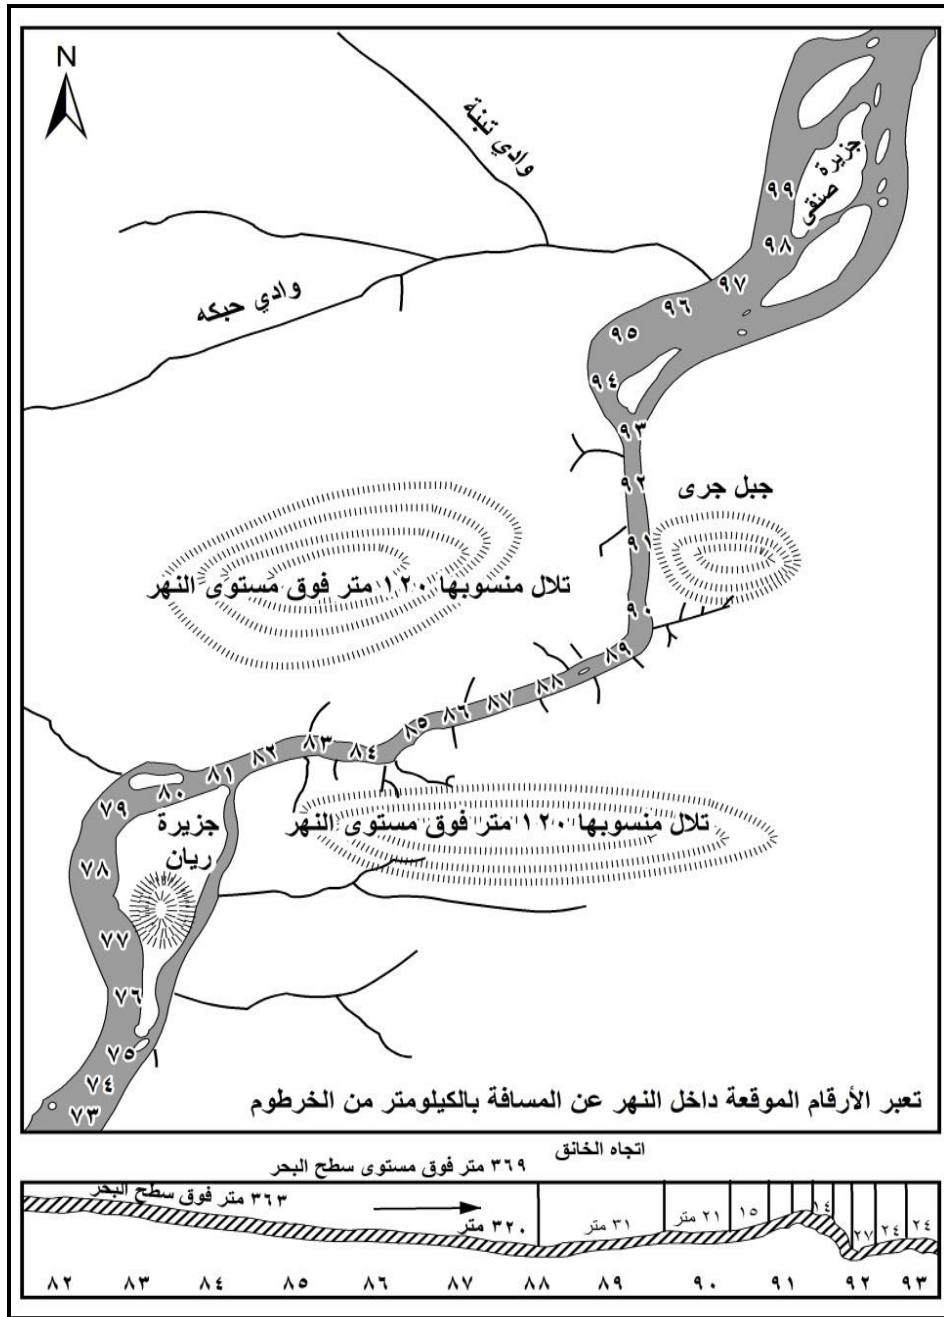 N
وادي تبنة
جزيرة
صنقى
٩٩
٩٨
وادي حبكه
٩٧
٩٦
٩٥
٩٤
٩٣
٩٢
جبل جرى
٩١
تلال منسوبها ١٢٠ متر فوق مستوى النهر
٩٠
٨٩
٨٨
٨٧
٨٦
٨٥
٨٤
٨٣
٨٢
٨١
٨٠
٧٩
جزيرة
ريان
تلال منسوبها ١٢٠ متر فوق مستوى النهر
٧٨
٧٧
٧٦
٧٥
٧٤
٧٣
تعبر الأرقام الموقعة داخل النهر عن المسافة بالكيلومتر من الخرطوم
اتجاه الخانق
٣٦٩ متر فوق مستوى سطح البحر
٣٦٣ متر فوق سطح البحر
٣٢٠ متر
٣١ متر
٢١ متر
١٥
١٤
٢٧
٢٤
٢٤
٨٢ ٨٣ ٨٤ ٨٥ ٨٦ ٨٧ ٨٨ ٨٩ ٩٠ ٩١ ٩٢ ٩٣